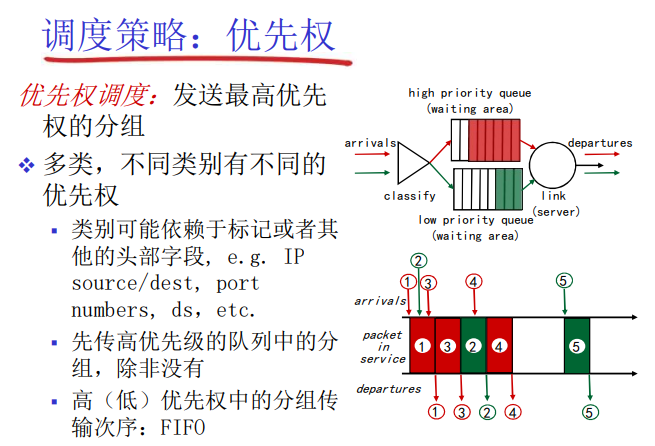 调度策略：优先权
优先权调度：发送最高优先
权的分组
多类，不同类别有不同的
优先权
类别可能依赖于标记或者其
他的头部字段, e.g. IP
source/dest, port
numbers, ds, etc.
先传高优先级的队列中的分
组，除非没有
高（低）优先权中的分组传
输次序：FIFO
high priority queue
(waiting area)
arrivals
departures
classify
link
(server)
low priority queue
(waiting area)
2
1 3 4 5
arrivals
packet
in
service
1 3 2 4 5
departures
1 3 2 4 5